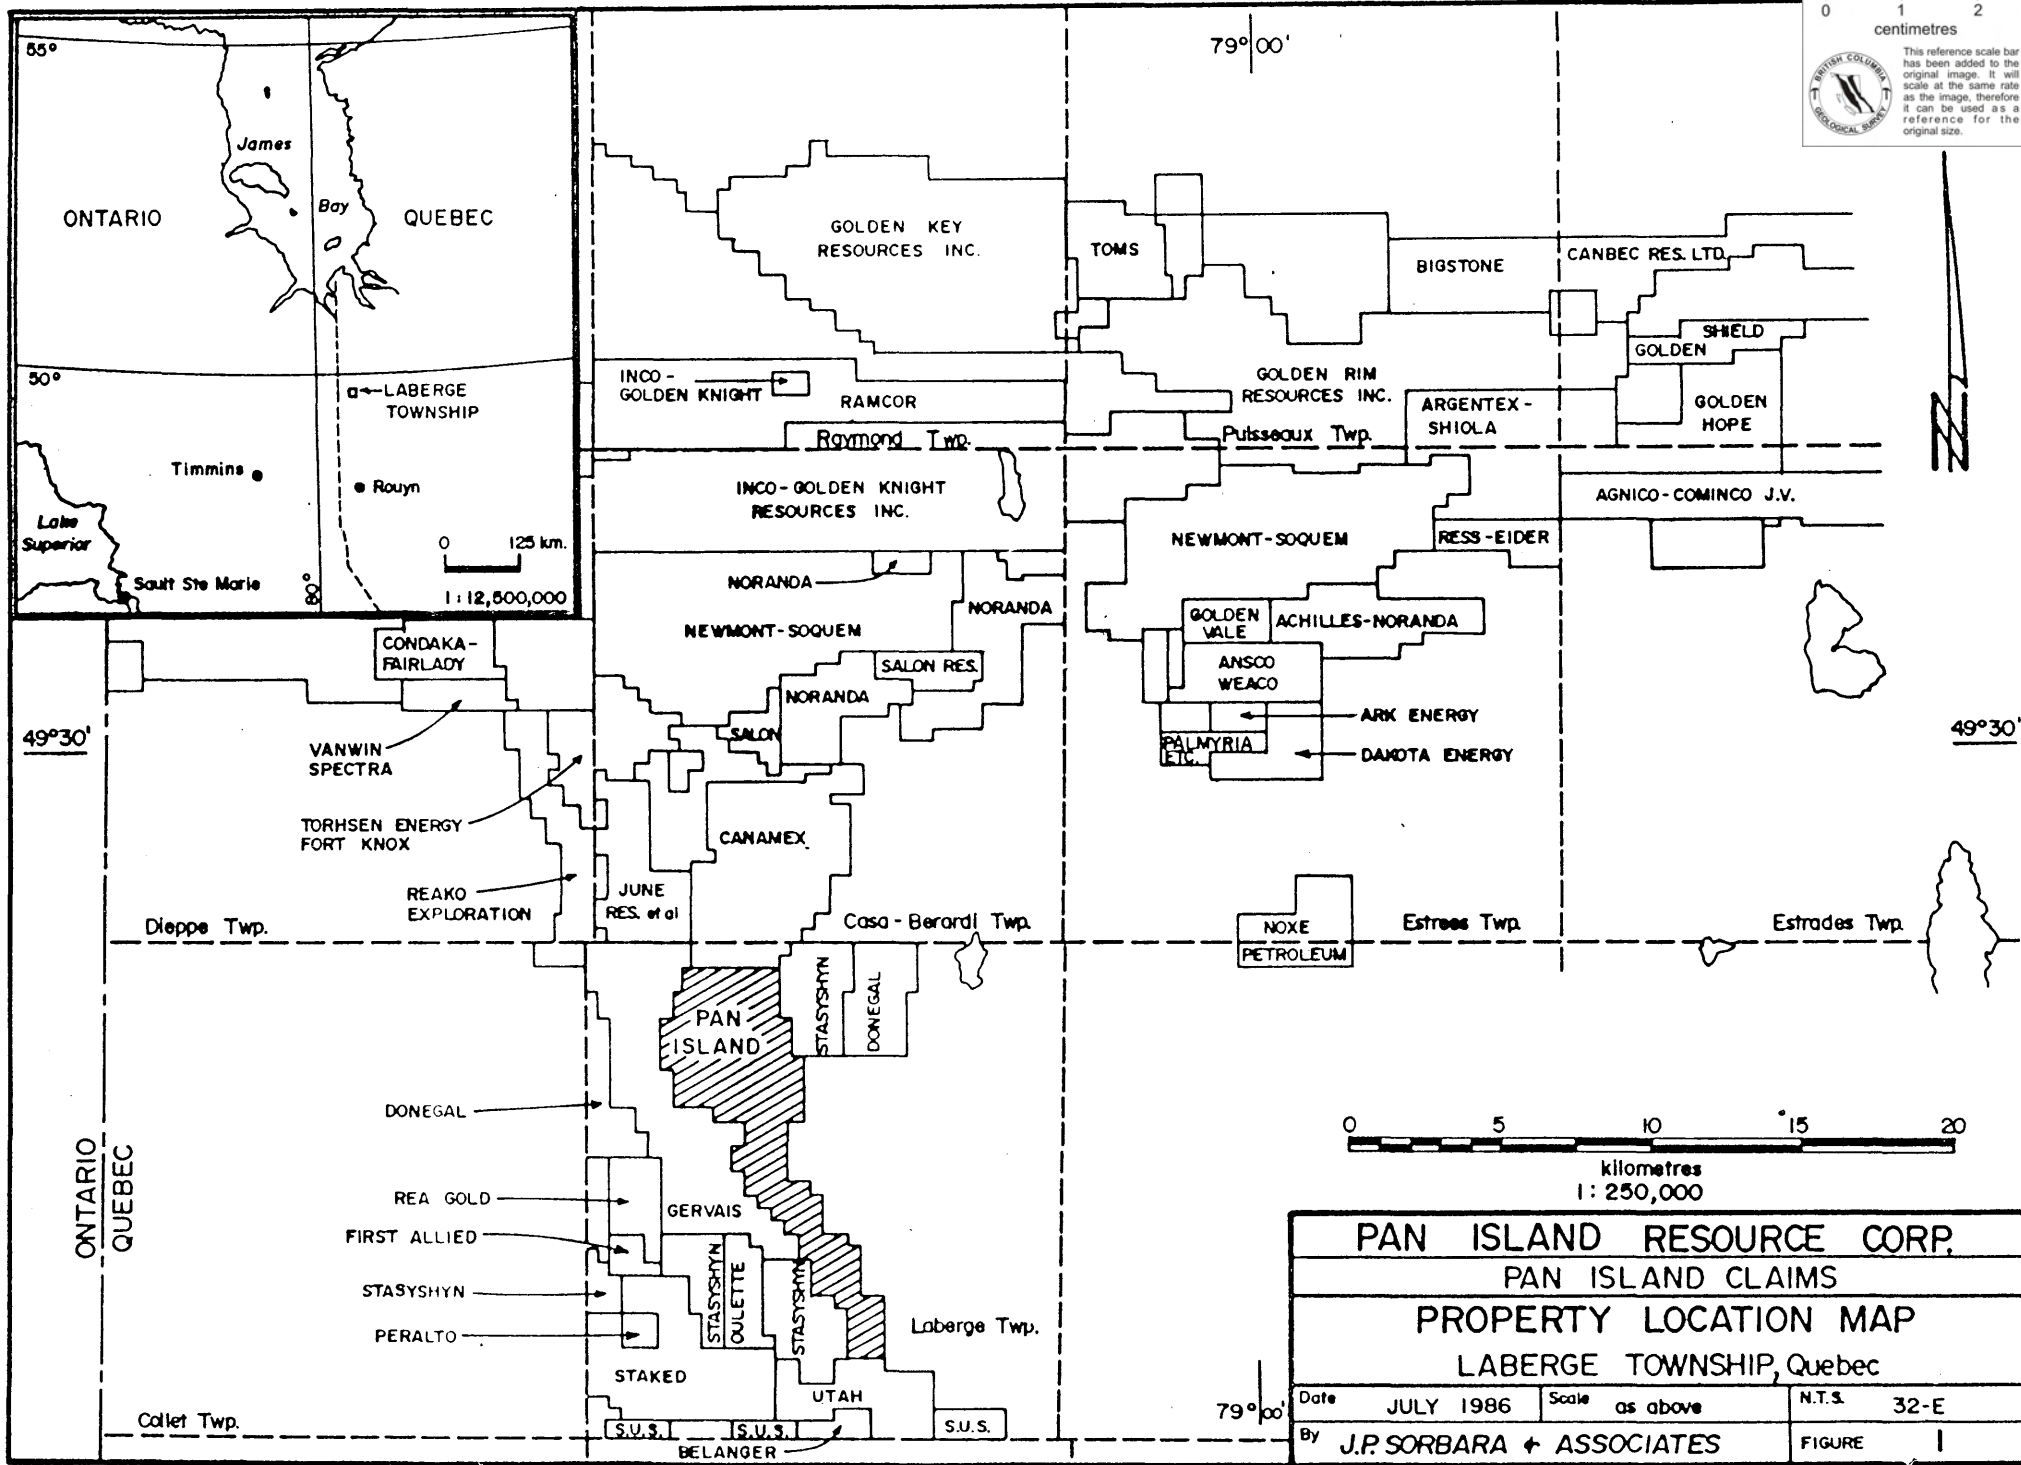 55°
James
Bay
ONTARIO
QUEBEC
50°
LABERGE
TOWNSHIP
Timmins
Rouyn
Lake
Superior
0 125 km.
Sault Ste Marie
80°
1:12,500,000
79°00'
0 1 2
centimetres
This reference scale bar
has been added to the
original image. It will
scale at the same rate
as the image, therefore
it can be used as a
reference for the
original size.
BRITISH COLUMBIA
GEOLOGICAL SURVEY
GOLDEN KEY
RESOURCES INC.
TOMS
BIGSTONE
CANBEC RES. LTD.
SHIELD
GOLDEN
INCO-
GOLDEN KNIGHT
RAMCOR
GOLDEN RIM
RESOURCES INC.
ARGENTEX-
SHIOLA
GOLDEN
HOPE
Raymond Twp.
Puisseaux Twp.
INCO-GOLDEN KNIGHT
RESOURCES INC.
AGNICO-COMINCO J.V.
NEWMONT-SOQUEM
RESS-EIDER
NORANDA
NORANDA
NEWMONT-SOQUEM
GOLDEN
VALE
ACHILLES-NORANDA
CONDAKA-
FAIRLADY
SALON RES.
ANSCO
WEACO
NORANDA
SALON
ARK ENERGY
PALMYRIA
ETC.
DAKOTA ENERGY
49°30'
49°30'
VANWIN
SPECTRA
TORHSEN ENERGY
FORT KNOX
CANAMEX
REAKO
EXPLORATION
JUNE
RES. et al
Dieppe Twp.
Casa-Berardi Twp.
NOXE
PETROLEUM
Estrees Twp.
Estrades Twp.
PAN
ISLAND
STASYSHYN
DONEGAL
DONEGAL
ONTARIO
QUEBEC
REA GOLD
GERVAIS
FIRST ALLIED
STASYSHYN
OULETTE
STASYSHYN
STASYSHYN
PERALTO
Laberge Twp.
STAKED
UTAH
Collet Twp.
S.U.S.
S.U.S.
S.U.S.
BELANGER
79°00'
0 5 10 15 20
kilometres
1:250,000
PAN ISLAND RESOURCE CORP.
PAN ISLAND CLAIMS
PROPERTY LOCATION MAP
LABERGE TOWNSHIP, Quebec
Date JULY 1986 Scale as above N.T.S. 32-E
By J.P. SORBARA & ASSOCIATES FIGURE 1